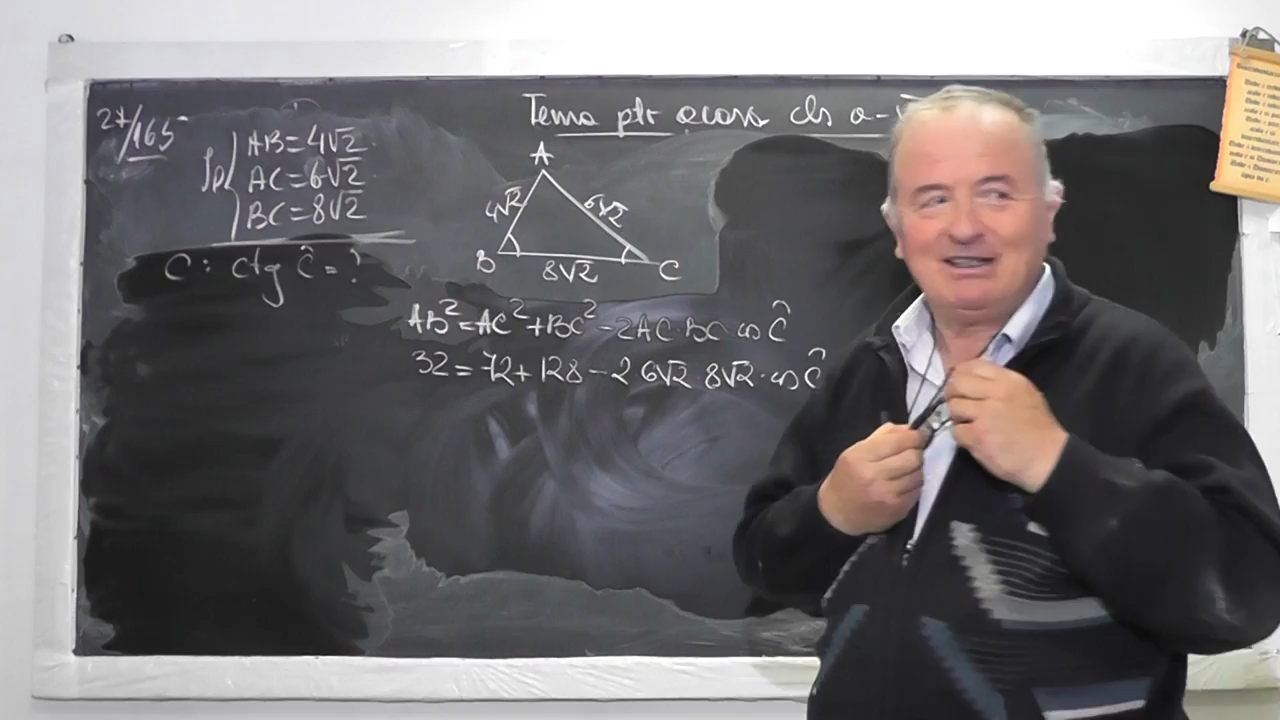 Tema ptr acasa cls a-V
27/165
Ip { AB=4√2
AC=6√2
BC=8√2
C: ctg Ĉ=?
A
4√2 6√2
B 8√2 C
AB²=AC²+BC²-2AC·BC cos Ĉ
32=72+128-2 6√2 8√2·cos Ĉ